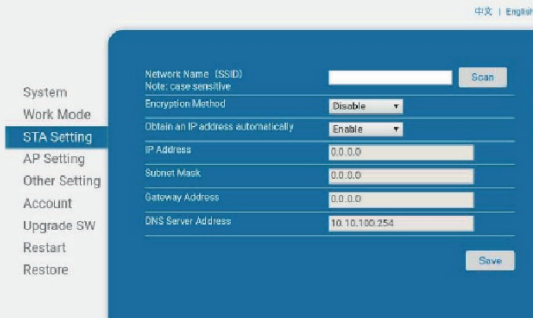 中文 | English
System
Work Mode
STA Setting
AP Setting
Other Setting
Account
Upgrade SW
Restart
Restore
Network Name (SSID)
Note: case sensitive
Scan
Encryption Method
Disable
Obtain an IP address automatically
Enable
IP Address
0.0.0.0
Subnet Mask
0.0.0.0
Gateway Address
0.0.0.0
DNS Server Address
10.10.100.254
Save